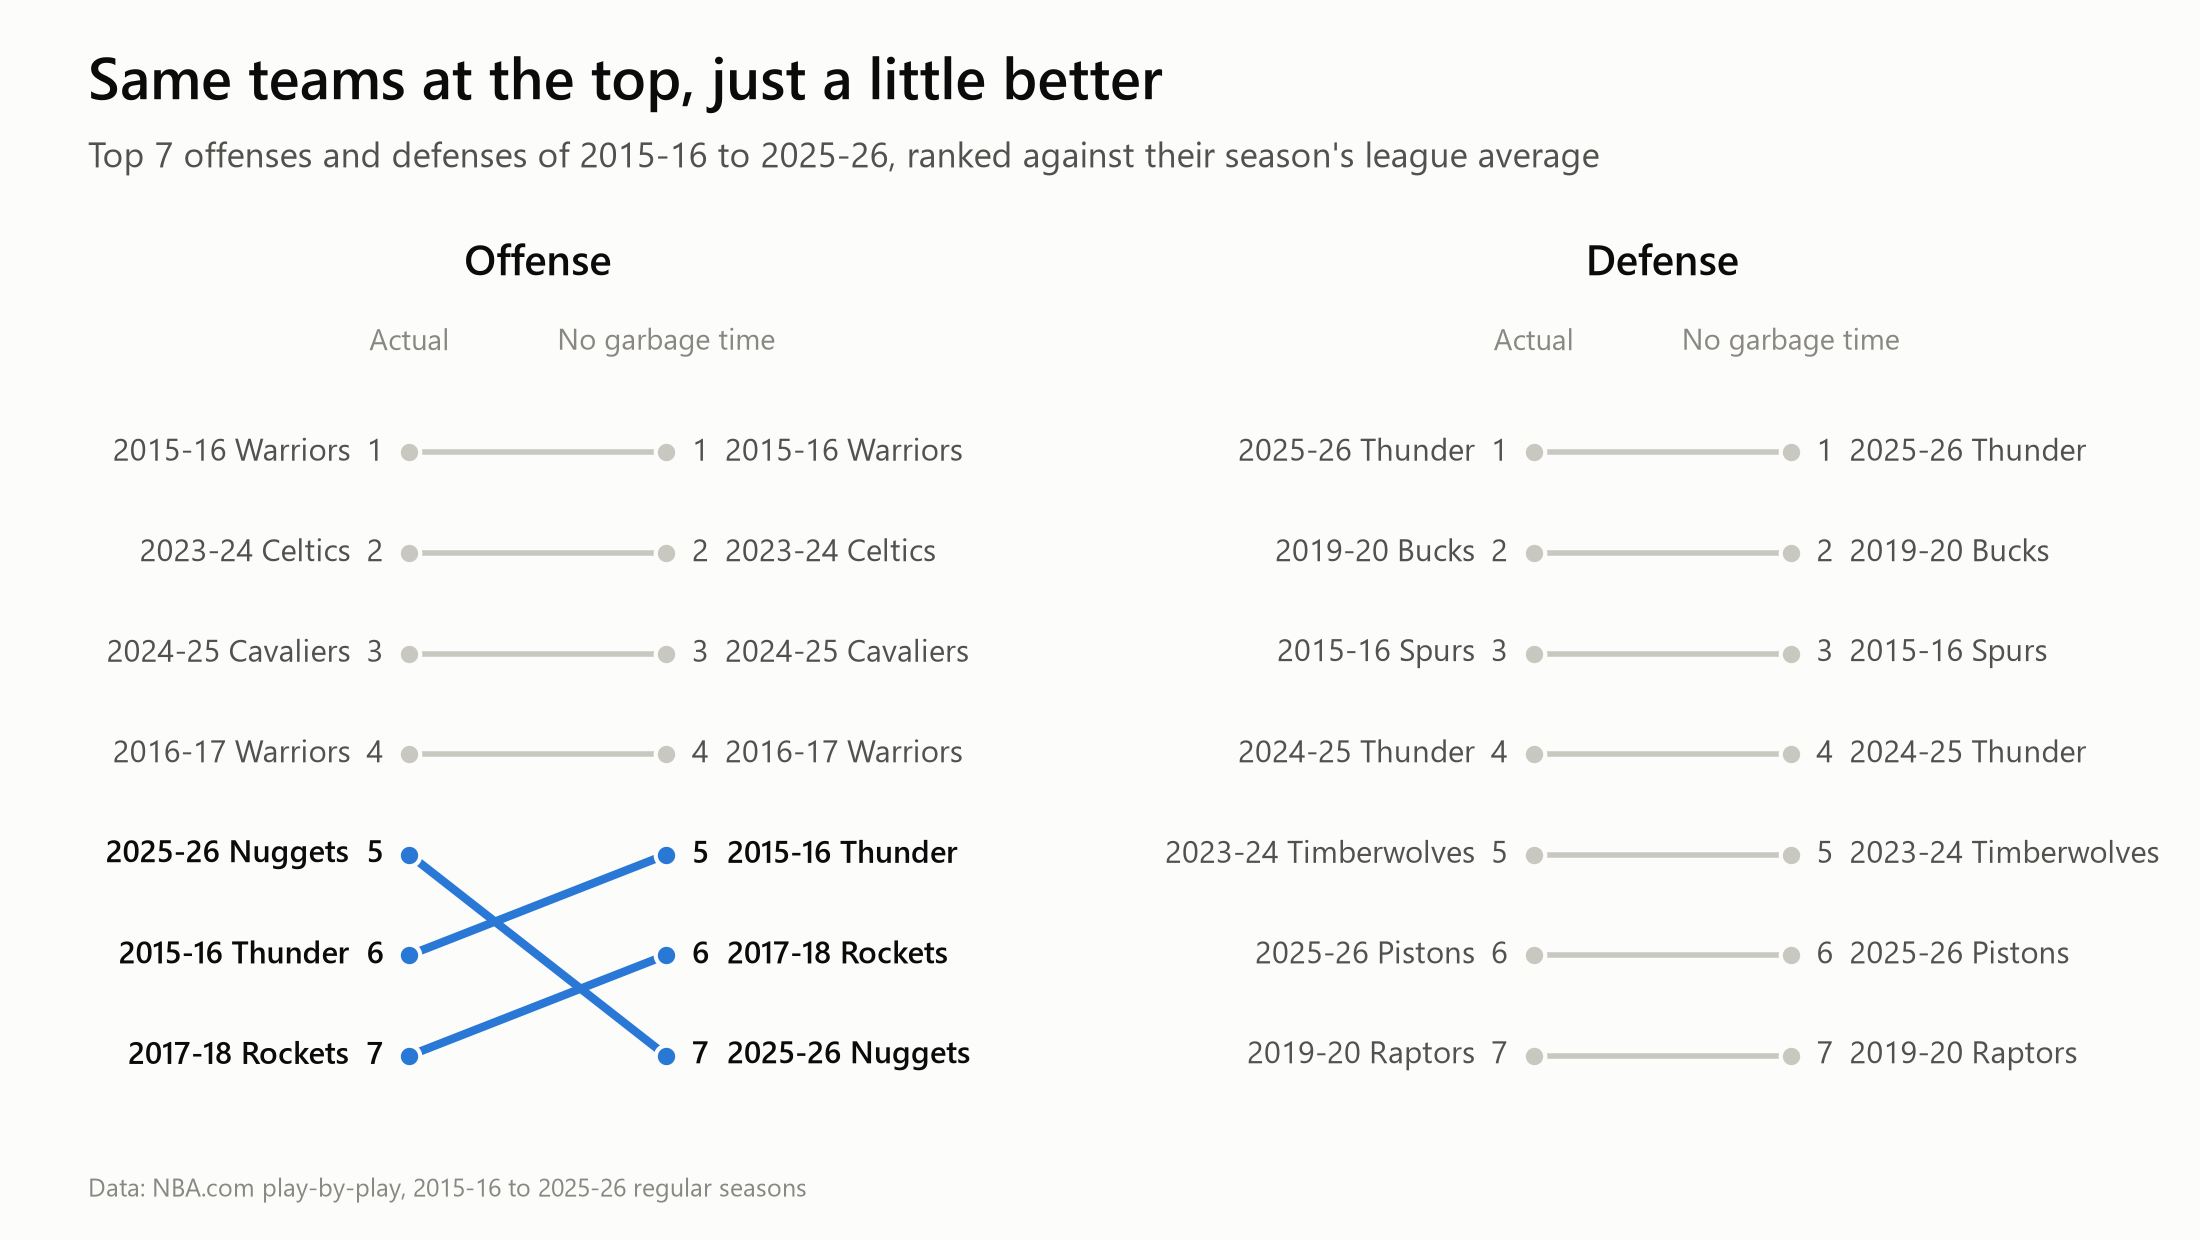 Same teams at the top, just a little better
Top 7 offenses and defenses of 2015-16 to 2025-26, ranked against their season's league average
Offense
Actual No garbage time
2015-16 Warriors 1 1 2015-16 Warriors
2023-24 Celtics 2 2 2023-24 Celtics
2024-25 Cavaliers 3 3 2024-25 Cavaliers
2016-17 Warriors 4 4 2016-17 Warriors
2025-26 Nuggets 5 5 2015-16 Thunder
2015-16 Thunder 6 6 2017-18 Rockets
2017-18 Rockets 7 7 2025-26 Nuggets
Defense
Actual No garbage time
2025-26 Thunder 1 1 2025-26 Thunder
2019-20 Bucks 2 2 2019-20 Bucks
2015-16 Spurs 3 3 2015-16 Spurs
2024-25 Thunder 4 4 2024-25 Thunder
2023-24 Timberwolves 5 5 2023-24 Timberwolves
2025-26 Pistons 6 6 2025-26 Pistons
2019-20 Raptors 7 7 2019-20 Raptors
Data: NBA.com play-by-play, 2015-16 to 2025-26 regular seasons